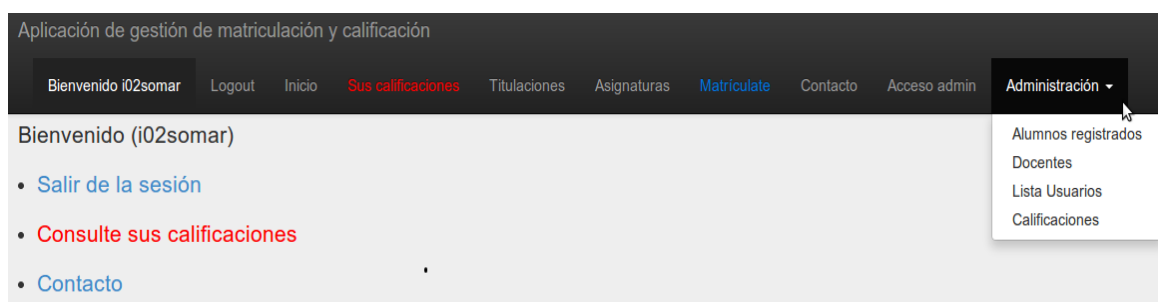 Aplicación de gestión de matriculación y calificación
Bienvenido i02somar Logout Inicio Sus calificaciones Titulaciones Asignaturas Matriculate Contacto Acceso admin Administración
Alumnos registrados
Docentes
Lista Usuarios
Calificaciones
Bienvenido (i02somar)
Salir de la sesión
Consulte sus calificaciones
Contacto